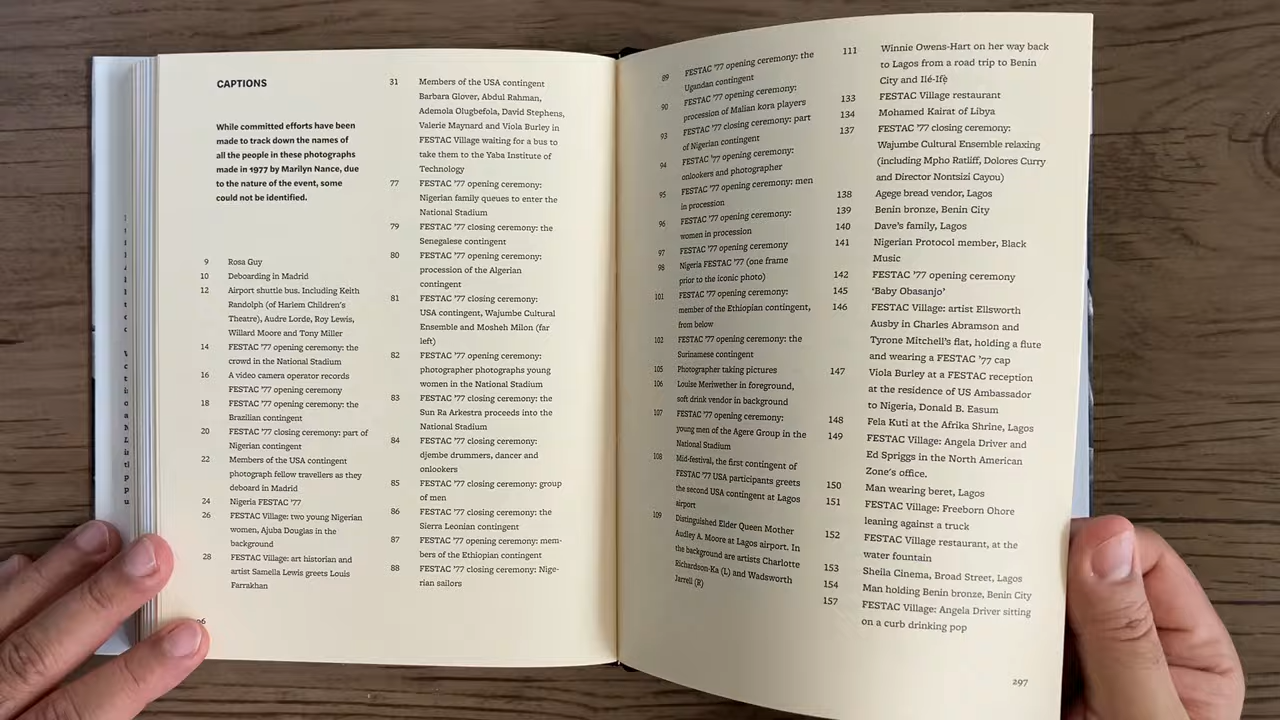 CAPTIONS
While committed efforts have been
made to track down the names of
all the people in these photographs
made in 1977 by Marilyn Nance, due
to the nature of the event, some
could not be identified.
9 Rosa Guy
10 Deboarding in Madrid
12 Airport shuttle bus. Including Keith
Randolph (of Harlem Children's
Theatre), Audre Lorde, Roy Lewis,
Willard Moore and Tony Miller
14 FESTAC '77 opening ceremony: the
crowd in the National Stadium
16 A video camera operator records
FESTAC '77 opening ceremony
18 FESTAC '77 opening ceremony: the
Brazilian contingent
20 FESTAC '77 closing ceremony: part of
Nigerian contingent
22 Members of the USA contingent
photograph fellow travellers as they
deboard in Madrid
24 Nigeria FESTAC '77
26 FESTAC Village: two young Nigerian
women, Ajuba Douglas in the
background
28 FESTAC Village: art historian and
artist Samella Lewis greets Louis
Farrakhan
31 Members of the USA contingent
Barbara Glover, Abdul Rahman,
Ademola Olugbefola, David Stephens,
Valerie Maynard and Viola Burley in
FESTAC Village waiting for a bus to
take them to the Yaba Institute of
Technology
77 FESTAC '77 opening ceremony:
Nigerian family queues to enter the
National Stadium
79 FESTAC '77 closing ceremony: the
Senegalese contingent
80 FESTAC '77 opening ceremony:
procession of the Algerian
contingent
81 FESTAC '77 closing ceremony:
USA contingent, Wajumbe Cultural
Ensemble and Mosheh Milon (far
left)
82 FESTAC '77 opening ceremony:
photographer photographs young
women in the National Stadium
83 FESTAC '77 closing ceremony: the
Sun Ra Arkestra proceeds into the
National Stadium
84 FESTAC '77 closing ceremony:
djembe drummers, dancer and
onlookers
85 FESTAC '77 closing ceremony: group
of men
86 FESTAC '77 closing ceremony: the
Sierra Leonian contingent
87 FESTAC '77 opening ceremony: mem-
bers of the Ethiopian contingent
88 FESTAC '77 closing ceremony: Nige-
rian sailors
89 FESTAC '77 opening ceremony: the
Ugandan contingent
90 FESTAC '77 opening ceremony:
procession of Malian kora players
93 FESTAC '77 closing ceremony: part
of Nigerian contingent
94 FESTAC '77 opening ceremony:
onlookers and photographer
95 FESTAC '77 opening ceremony: men
in procession
96 FESTAC '77 opening ceremony:
women in procession
97 FESTAC '77 opening ceremony
98 Nigeria FESTAC '77 (one frame
prior to the iconic photo)
101 FESTAC '77 opening ceremony:
member of the Ethiopian contingent,
from below
102 FESTAC '77 opening ceremony: the
Surinamese contingent
105 Photographer taking pictures
106 Louise Meriwether in foreground,
soft drink vendor in background
107 FESTAC '77 opening ceremony:
young men of the Agere Group in the
National Stadium
108 Mid-festival, the first contingent of
FESTAC '77 USA participants greets
the second USA contingent at Lagos
airport
109 Distinguished Elder Queen Mother
Audley A. Moore at Lagos airport. In
the background are artists Charlotte
Richardson-Ka (L) and Wadsworth
Jarrell (R)
111 Winnie Owens-Hart on her way back
to Lagos from a road trip to Benin
City and Ilé-Ifẹ̀
133 FESTAC Village restaurant
134 Mohamed Kairat of Libya
137 FESTAC '77 closing ceremony:
Wajumbe Cultural Ensemble relaxing
(including Mpho Ratliff, Dolores Curry
and Director Nontsizi Cayou)
138 Agege bread vendor, Lagos
139 Benin bronze, Benin City
140 Dave's family, Lagos
141 Nigerian Protocol member, Black
Music
142 FESTAC '77 opening ceremony
145 'Baby Obasanjo'
146 FESTAC Village: artist Ellsworth
Ausby in Charles Abramson and
Tyrone Mitchell's flat, holding a flute
and wearing a FESTAC '77 cap
147 Viola Burley at a FESTAC reception
at the residence of US Ambassador
to Nigeria, Donald B. Easum
148 Fela Kuti at the Afrika Shrine, Lagos
149 FESTAC Village: Angela Driver and
Ed Spriggs in the North American
Zone's office.
150 Man wearing beret, Lagos
151 FESTAC Village: Freeborn Ohore
leaning against a truck
152 FESTAC Village restaurant, at the
water fountain
153 Sheila Cinema, Broad Street, Lagos
154 Man holding Benin bronze, Benin City
157 FESTAC Village: Angela Driver sitting
on a curb drinking pop
297